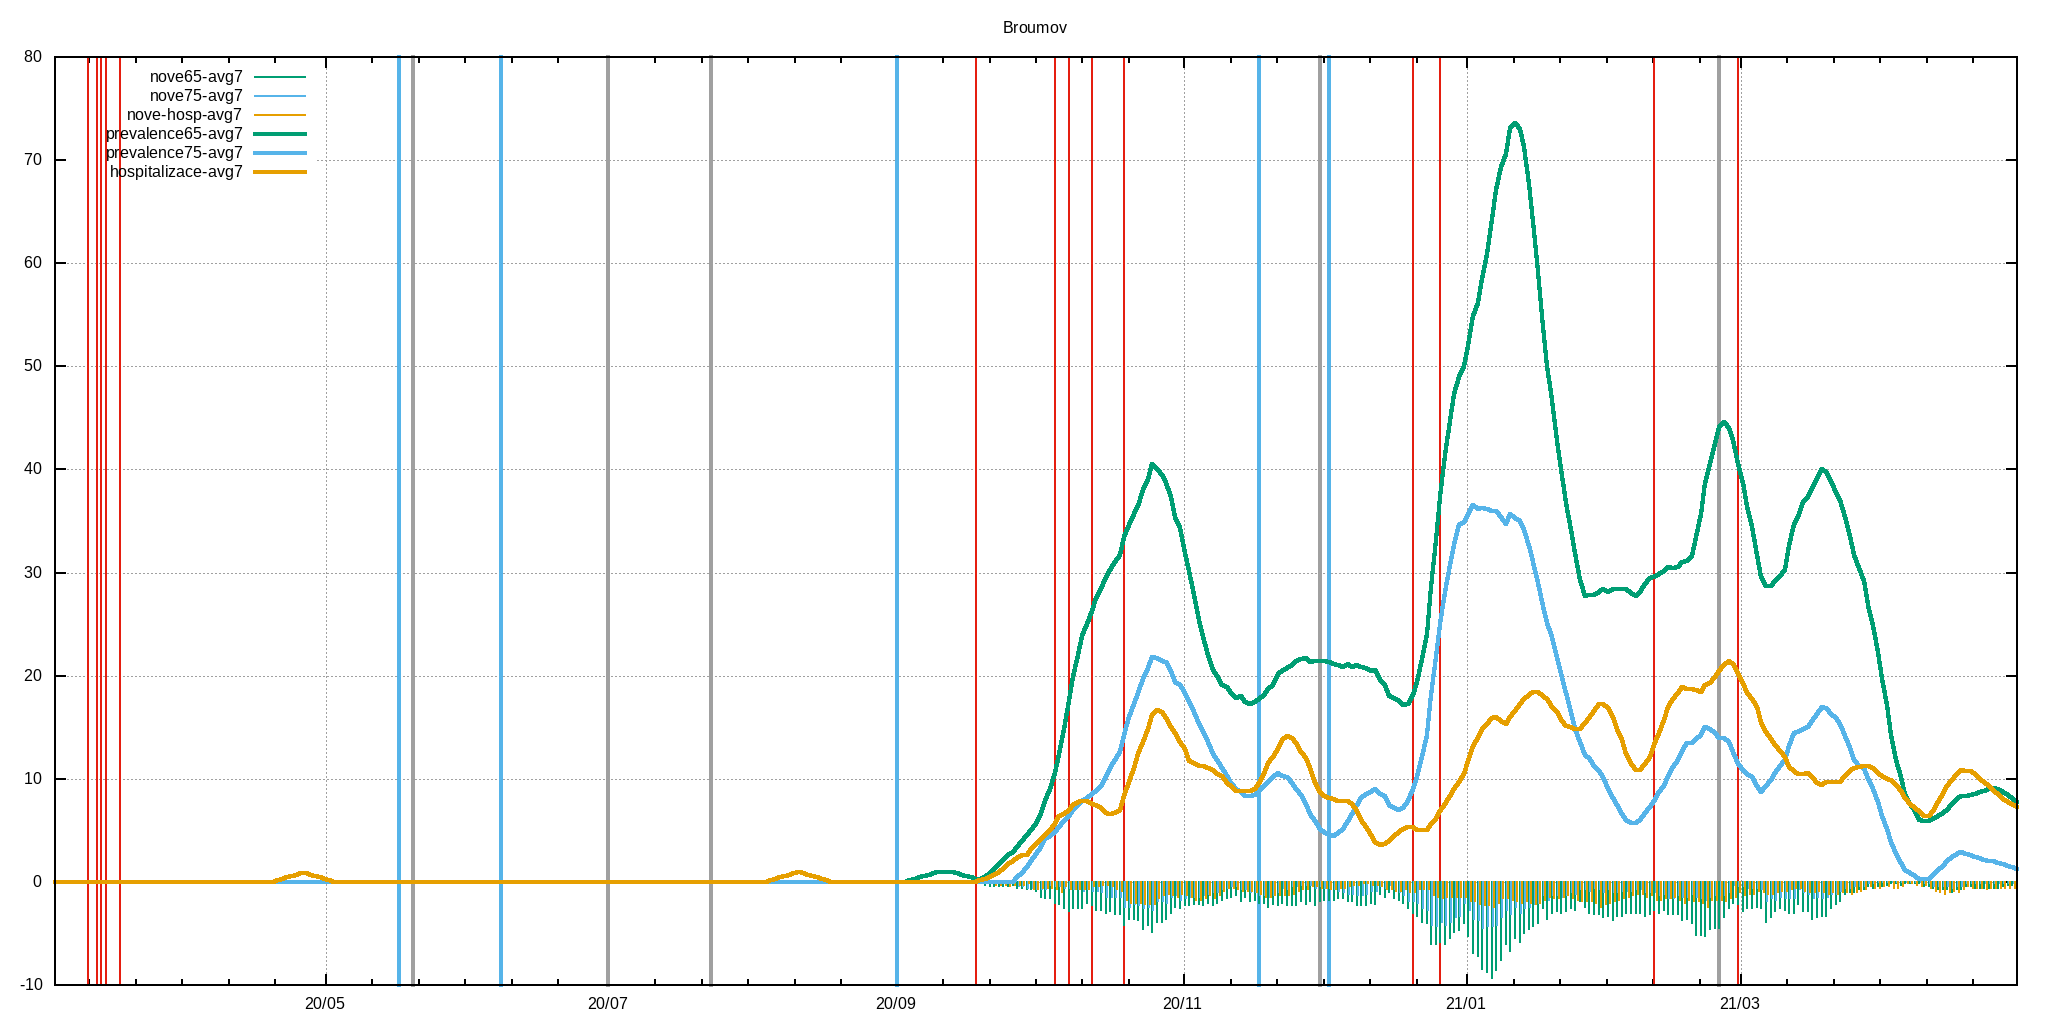 Broumov
80
nove65-avg7
nove75-avg7
nove-hosp-avg7
prevalence65-avg7
prevalence75-avg7
hospitalizace-avg7
70
60
50
40
30
20
10
0
-10
20/05
20/07
20/09
20/11
21/01
21/03